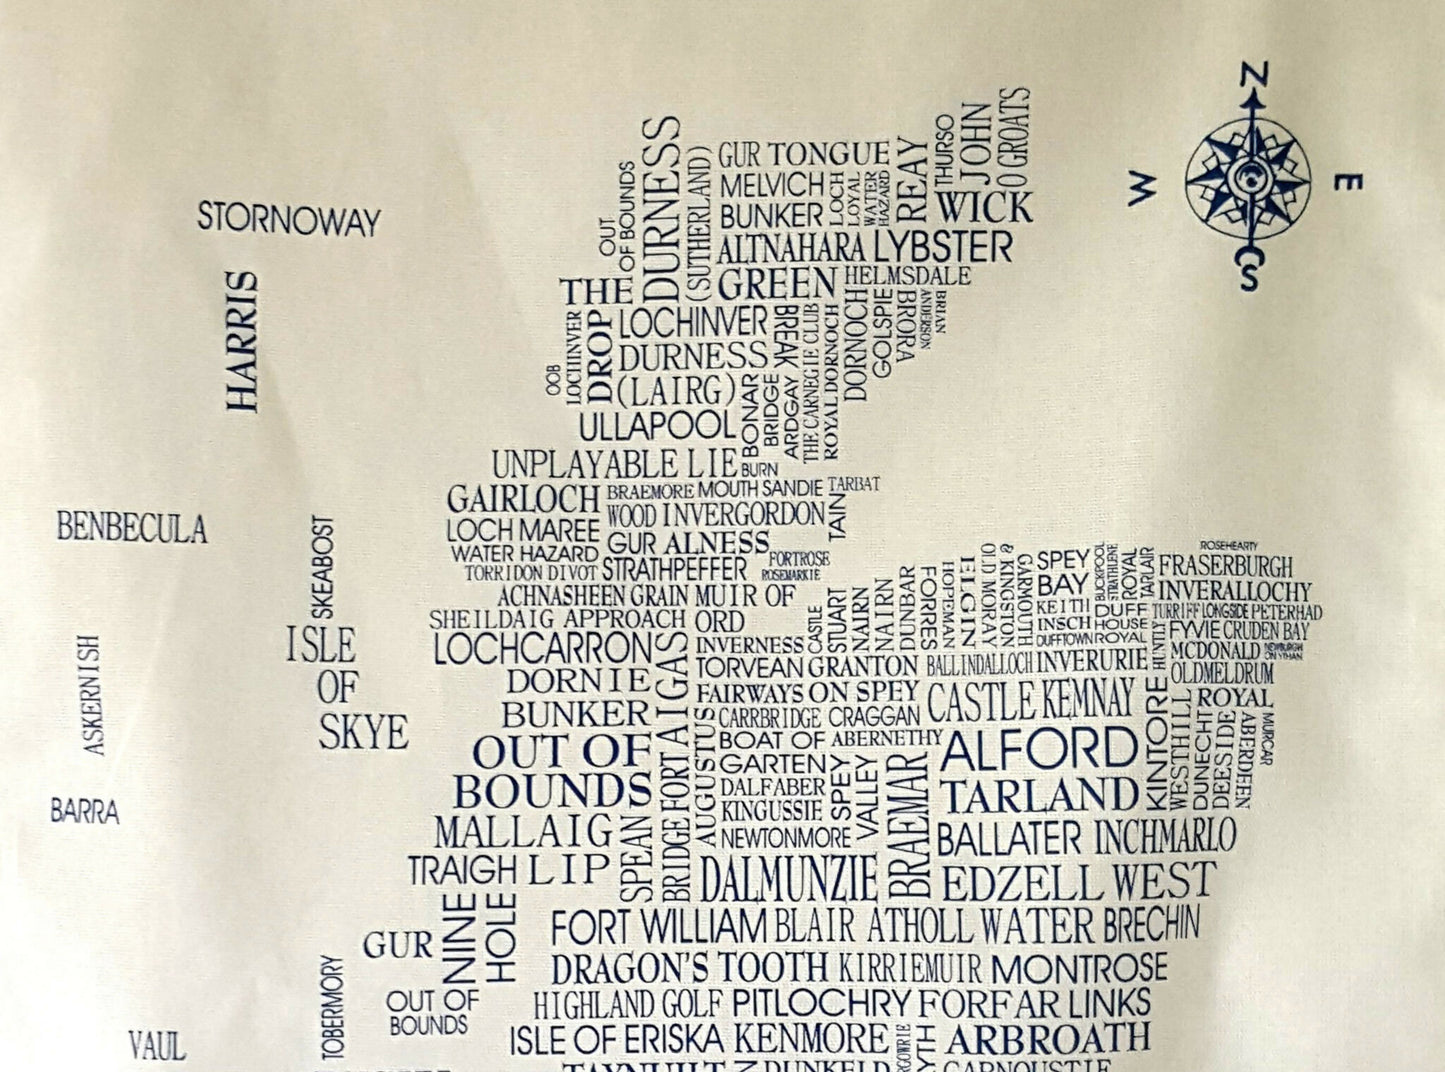 N
W
E
S
STORNOWAY
HARRIS
BENBECULA
SKEABOST
ISLE
OF
SKYE
ASKERNISH
BARRA
VAUL
TOBERMORY
OUT
OF BOUNDS
DURNESS
(SUTHERLAND)
GUR TONGUE
MELVICH
BUNKER
LOCH
LOYAL
WATER
HAZARD
REAY
THURSO
JOHN
O GROATS
WICK
ALTNAHARA LYBSTER
THE
GREEN HELMSDALE
OOB
LOCHINVER
DROP
LOCHINVER
DURNESS
(LAIRG)
BREAK
THE CARNEGIE CLUB
ROYAL DORNOCH
DORNOCH
GOLSPIE
BRORA
ANDERSON
BRIAN
ULLAPOOL
BONAR
BRIDGE
ARDGAY
UNPLAYABLE LIE BURN
GAIRLOCH BRAEMORE MOUTH SANDIE TARBAT
LOCH MAREE WOOD INVERGORDON
TAIN
WATER HAZARD GUR ALNESS
TORRIDON DIVOT STRATHPEFFER
FORTROSE
ROSEMARKIE
ACHNASHEEN GRAIN MUIR OF
SHEILDAIG APPROACH ORD
CASTLE
STUART
NAIRN
NAIRN
DUNBAR
FORRES
HOPEMAN
ELGIN
OLD MORAY
& KINGSTON
GARMOUTH
SPEY
BAY
BUCKPOOL
STRATHLENE
ROYAL
TARLAIR
ROSEHEARTY
FRASERBURGH
INVERALLOCHY
KEITH DUFF TURRIFF LONGSIDE PETERHAD
INSCH HOUSE
DUFFTOWN ROYAL
HUNTLY
FYVIE CRUDEN BAY
MCDONALD NEWBURGH
ON YTHAN
OLDMELDRUM
LOCHCARRON
AIGAS
INVERNESS
TORVEAN GRANTON BALLINDALLOCH INVERURIE
DORNIE
FAIRWAYS ON SPEY CASTLE KEMNAY
BUNKER
CARRBRIDGE CRAGGAN
KINTORE
WESTHILL
ROYAL
DUNECHT
DEESIDE
ABERDEEN
MURCAR
OUT OF
BOUNDS
FORT
AUGUSTUS
BOAT OF ABERNETHY
GARTEN
DALFABER
KINGUSSIE
NEWTONMORE
SPEY
VALLEY
BRAEMAR
ALFORD
TARLAND
MALLAIG
SPEAN
BRIDGE
BALLATER INCHMARLO
TRAIGH LIP
DALMUNZIE
EDZELL WEST
NINE
HOLE
GUR
FORT WILLIAM BLAIR ATHOLL WATER BRECHIN
DRAGON'S TOOTH KIRRIEMUIR MONTROSE
OUT OF
BOUNDS
HIGHLAND GOLF PITLOCHRY FORFAR LINKS
ISLE OF ERISKA KENMORE
ARBROATH
TAYNUILT
DUNKELD
CARNOUSTIE